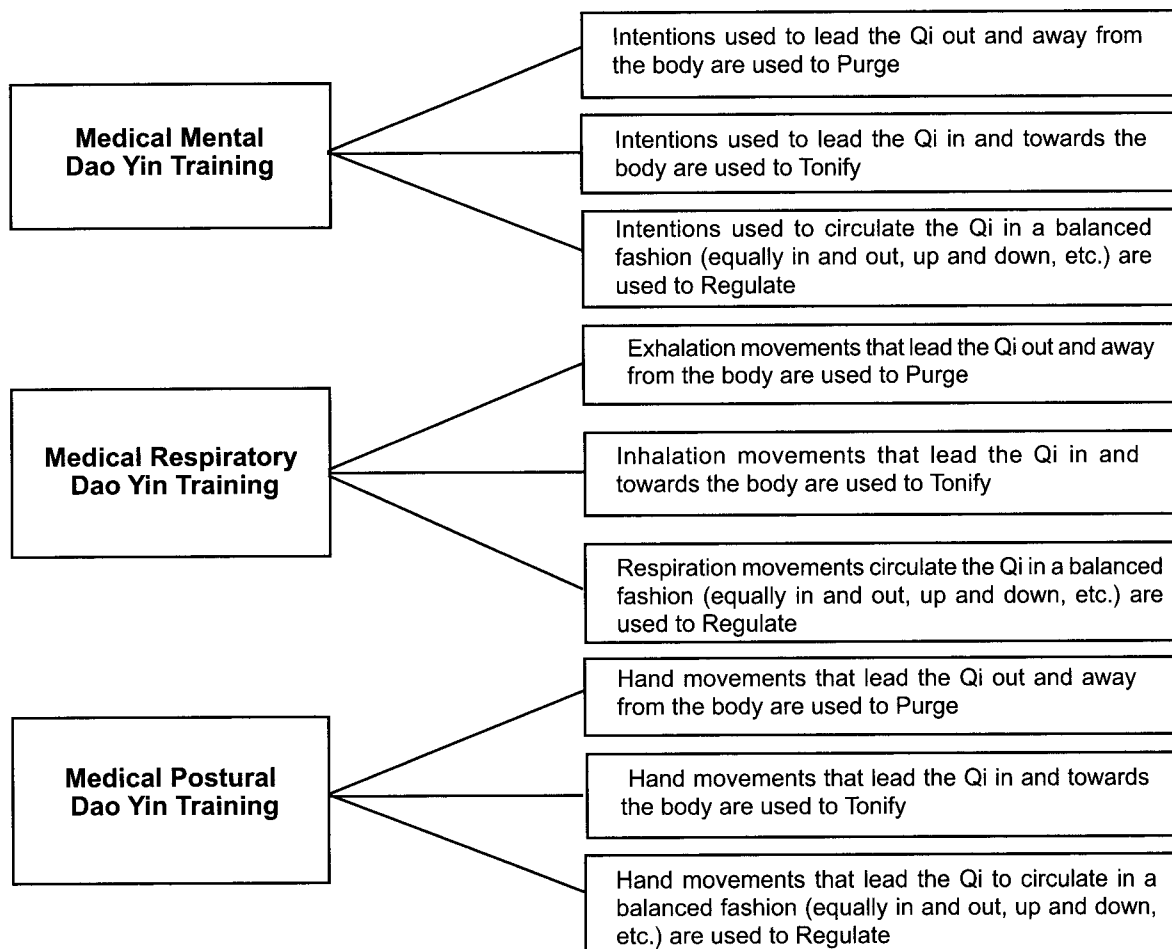 Medical Mental
Dao Yin Training
Intentions used to lead the Qi out and away from
the body are used to Purge
Intentions used to lead the Qi in and towards the
body are used to Tonify
Intentions used to circulate the Qi in a balanced
fashion (equally in and out, up and down, etc.) are
used to Regulate
Medical Respiratory
Dao Yin Training
Exhalation movements that lead the Qi out and away
from the body are used to Purge
Inhalation movements that lead the Qi in and
towards the body are used to Tonify
Respiration movements circulate the Qi in a balanced
fashion (equally in and out, up and down, etc.) are
used to Regulate
Medical Postural
Dao Yin Training
Hand movements that lead the Qi out and away
from the body are used to Purge
Hand movements that lead the Qi in and towards
the body are used to Tonify
Hand movements that lead the Qi to circulate in a
balanced fashion (equally in and out, up and down,
etc.) are used to Regulate